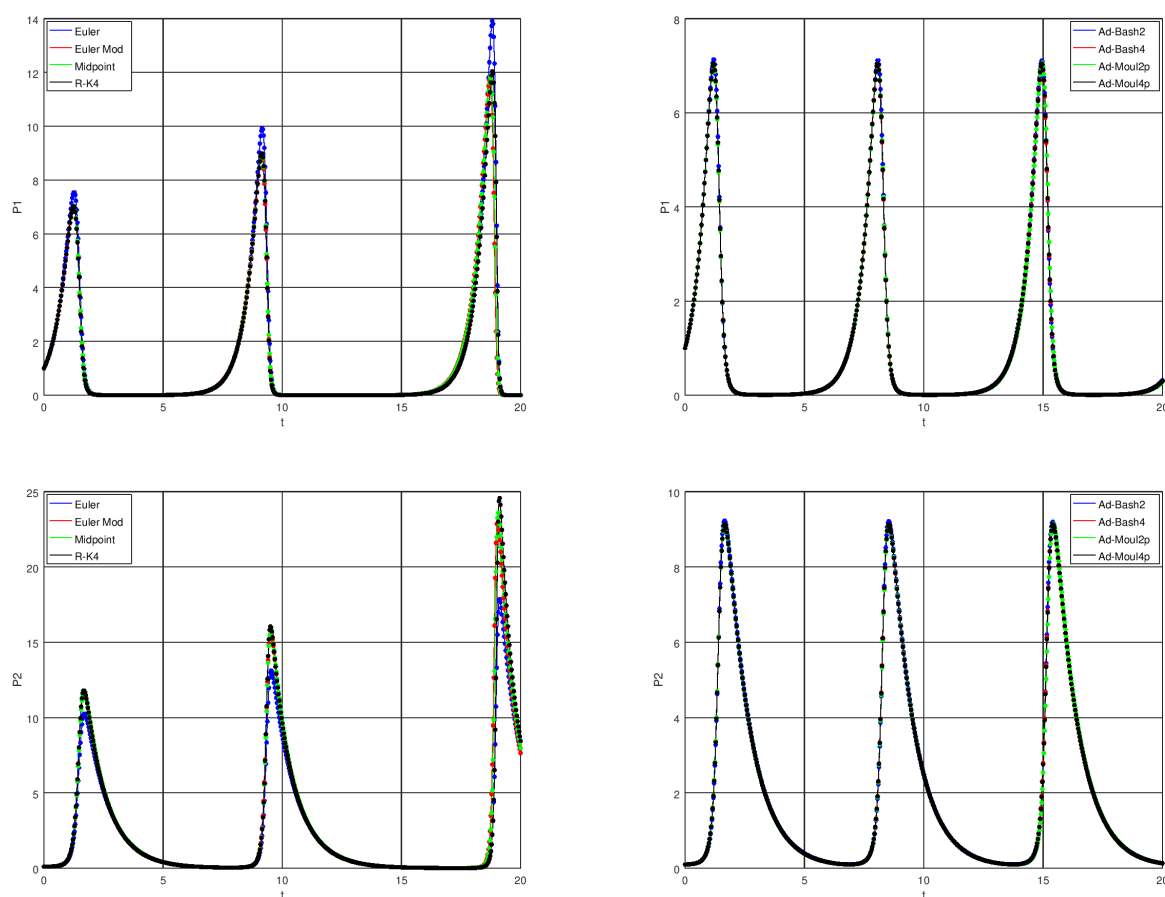 14
12
10
8
6
4
2
0
P1
Euler
Euler Mod
Midpoint
R-K4
0
5
10
15
20
t
8
6
4
2
0
P1
Ad-Bash2
Ad-Bash4
Ad-Moul2p
Ad-Moul4p
0
5
10
15
20
t
25
20
15
10
5
0
P2
Euler
Euler Mod
Midpoint
R-K4
0
5
10
15
20
t
10
8
6
4
2
0
P2
Ad-Bash2
Ad-Bash4
Ad-Moul2p
Ad-Moul4p
0
5
10
15
20
t